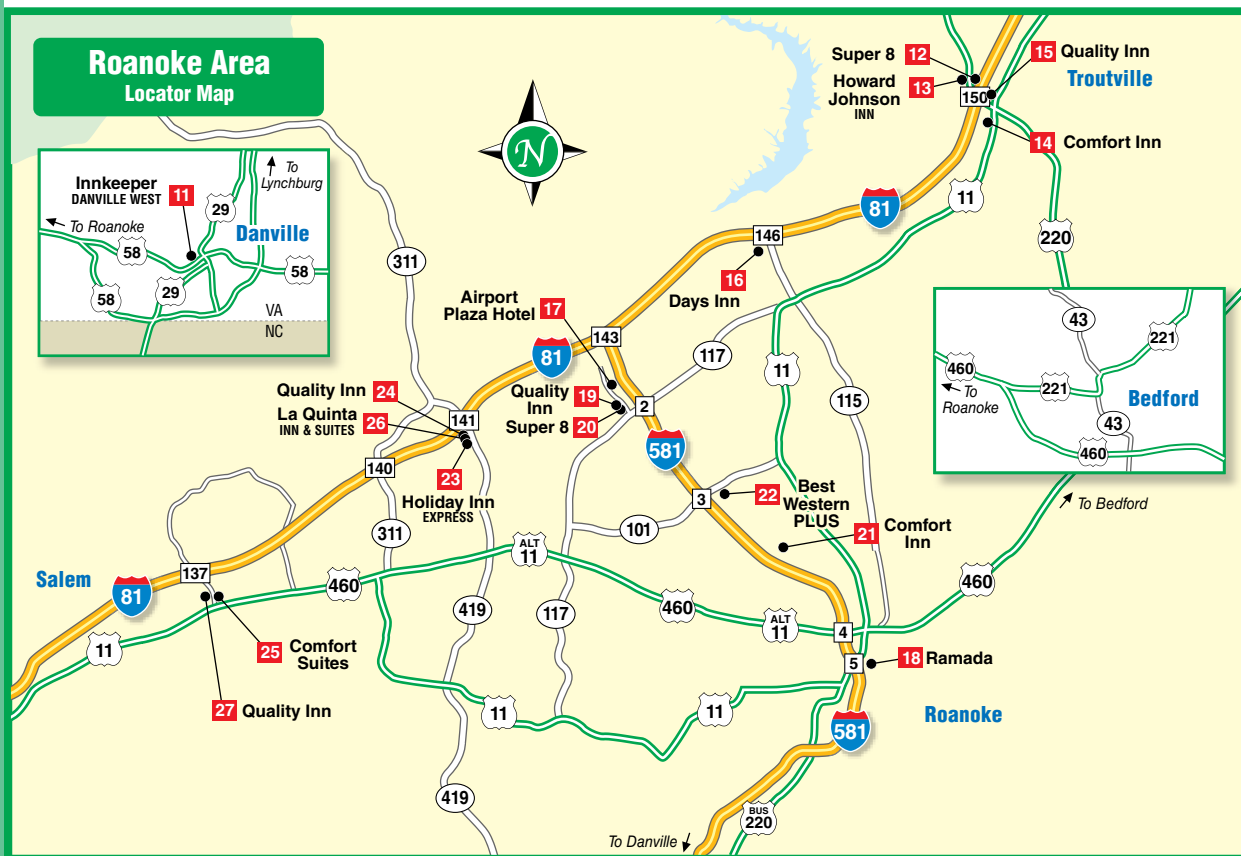 Roanoke Area
Locator Map
N
Super 8 12
15 Quality Inn
Howard
Johnson
INN
13
Troutville
150
14 Comfort Inn
Innkeeper
DANVILLE WEST
11
To
Lynchburg
29
To Roanoke
Danville
58
58
58
29
VA
NC
81
11
220
146
16
Days Inn
311
Airport
Plaza Hotel
17
143
81
117
11
115
43
221
460
221
To
Roanoke
Bedford
43
460
Quality Inn 24
La Quinta
INN & SUITES
26
141
Quality
Inn
19
Super 8 20
2
581
140
23
Holiday Inn
EXPRESS
3
22 Best
Western
PLUS
To Bedford
311
101
21 Comfort
Inn
ALT
11
Salem
81
137
460
419
117
460
ALT
11
4
460
11
25 Comfort
Suites
5
18 Ramada
27 Quality Inn
11
11
Roanoke
581
419
BUS
220
To Danville